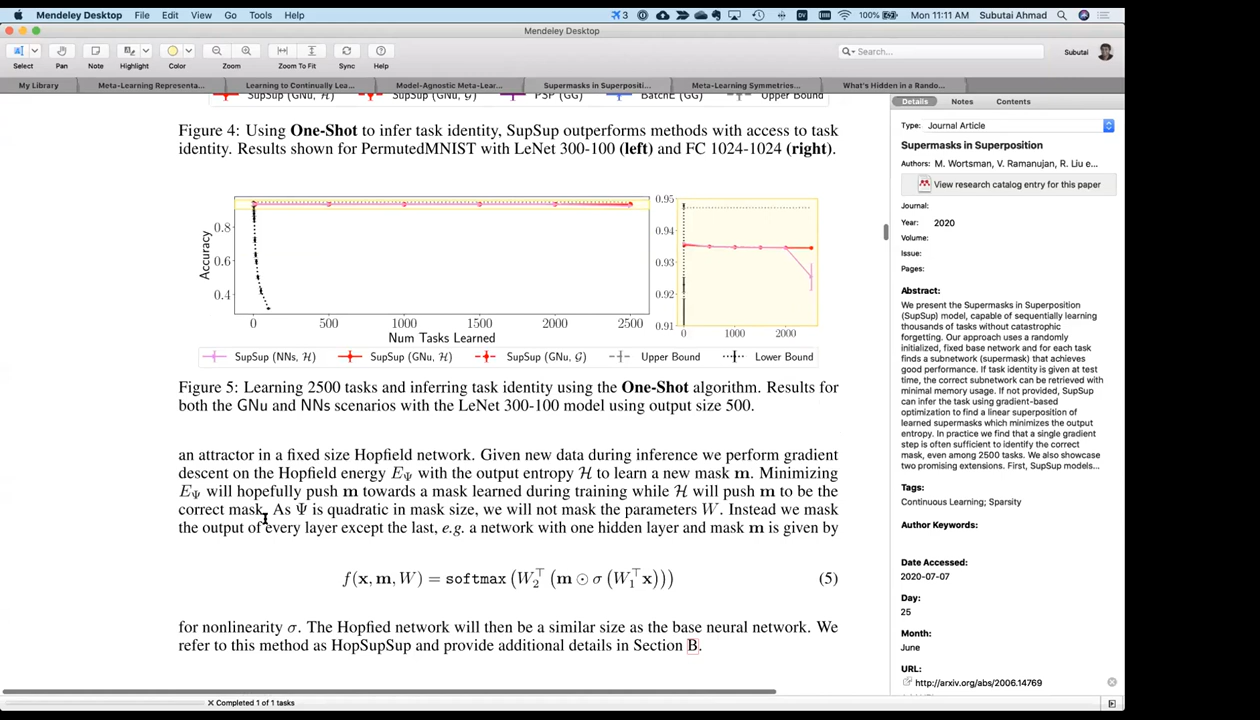 Mendeley Desktop File Edit View Go Tools Help 3 100% Mon 11:11 AM Subutai Ahmad
Mendeley Desktop
Select Pan Note Highlight Color Zoom Zoom To Fit Sync Help
Search...
Subutai
My Library Meta-Learning Representa... Learning to Continually Lea... Model-Agnostic Meta-Lear... Supermasks in Superpositi... Meta-Learning Symmetries... What's Hidden in a Rando...
SupSup (GNu, H) SupSup (GNu, G) PSP (GG) BatchE (GG) Upper Bound
Figure 4: Using One-Shot to infer task identity, SupSup outperforms methods with access to task
identity. Results shown for PermutedMNIST with LeNet 300-100 (left) and FC 1024-1024 (right).
Accuracy
0.8
0.6
0.4
0 500 1000 1500 2000 2500
Num Tasks Learned
0.95
0.94
0.93
0.92
0.91
0 1000 2000
SupSup (NNs, H) SupSup (GNu, H) SupSup (GNu, G) Upper Bound Lower Bound
Figure 5: Learning 2500 tasks and inferring task identity using the One-Shot algorithm. Results for
both the GNu and NNs scenarios with the LeNet 300-100 model using output size 500.
an attractor in a fixed size Hopfield network. Given new data during inference we perform gradient
descent on the Hopfield energy EΨ with the output entropy H to learn a new mask m. Minimizing
EΨ will hopefully push m towards a mask learned during training while H will push m to be the
correct mask. As Ψ is quadratic in mask size, we will not mask the parameters W. Instead we mask
the output of every layer except the last, e.g. a network with one hidden layer and mask m is given by
f(x, m, W) = softmax (W₂⊤ (m ⊙ σ (W₁⊤x))) (5)
for nonlinearity σ. The Hopfied network will then be a similar size as the base neural network. We
refer to this method as HopSupSup and provide additional details in Section B.
Completed 1 of 1 tasks
Details Notes Contents
Type: Journal Article
Supermasks in Superposition
Authors: M. Wortsman, V. Ramanujan, R. Liu e...
View research catalog entry for this paper
Journal:
Year: 2020
Volume:
Issue:
Pages:
Abstract:
We present the Supermasks in Superposition
(SupSup) model, capable of sequentially learning
thousands of tasks without catastrophic
forgetting. Our approach uses a randomly
initialized, fixed base network and for each task
finds a subnetwork (supermask) that achieves
good performance. If task identity is given at test
time, the correct subnetwork can be retrieved with
minimal memory usage. If not provided, SupSup
can infer the task using gradient-based
optimization to find a linear superposition of
learned supermasks which minimizes the output
entropy. In practice we find that a single gradient
step is often sufficient to identify the correct
mask, even among 2500 tasks. We also showcase
two promising extensions. First, SupSup models...
Tags:
Continuous Learning; Sparsity
Author Keywords:
Date Accessed:
2020-07-07
Day:
25
Month:
June
URL:
http://arxiv.org/abs/2006.14769